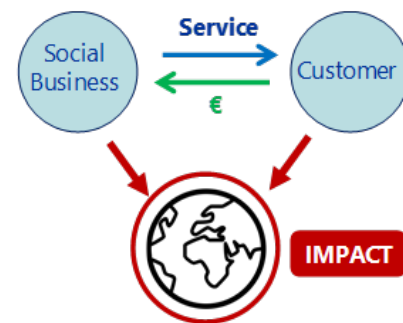 Service
Social
Business
Customer
€
IMPACT